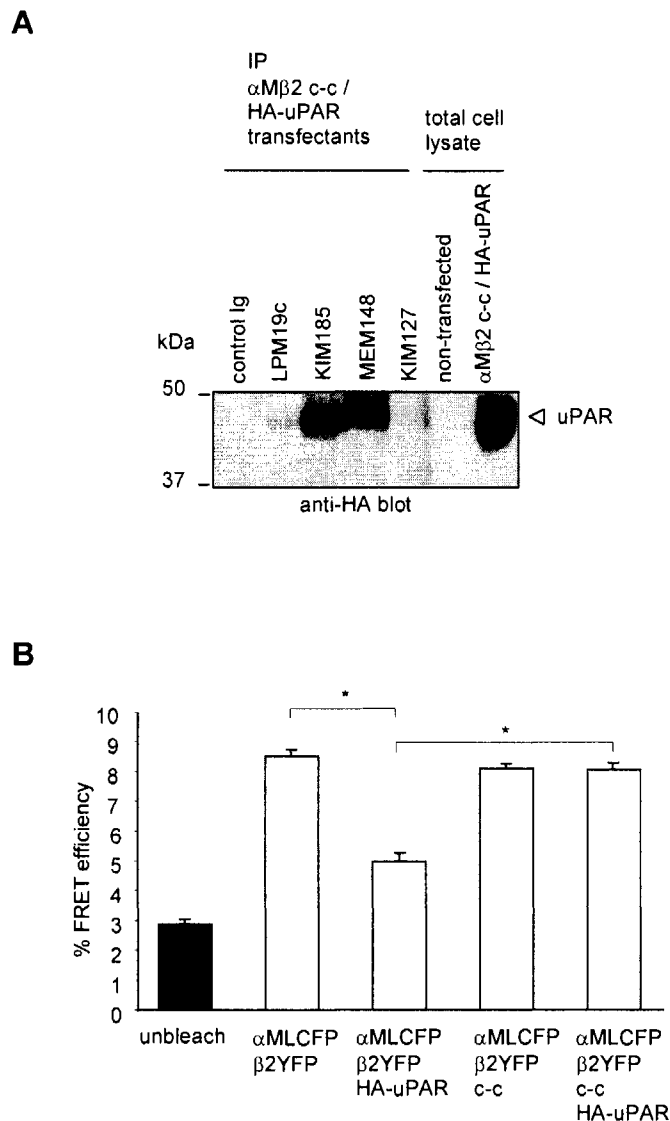 A
IP
αMβ2 c-c /
HA-uPAR
transfectants
total cell
lysate
kDa
control Ig
LPM19c
KIM185
MEM148
KIM127
non-transfected
αMβ2 c-c / HA-uPAR
50
37
uPAR
anti-HA blot
B
% FRET efficiency
10
9
8
7
6
5
4
3
2
1
0
*
*
unbleach
αMLCFP
β2YFP
αMLCFP
β2YFP
HA-uPAR
αMLCFP
β2YFP
c-c
αMLCFP
β2YFP
c-c
HA-uPAR